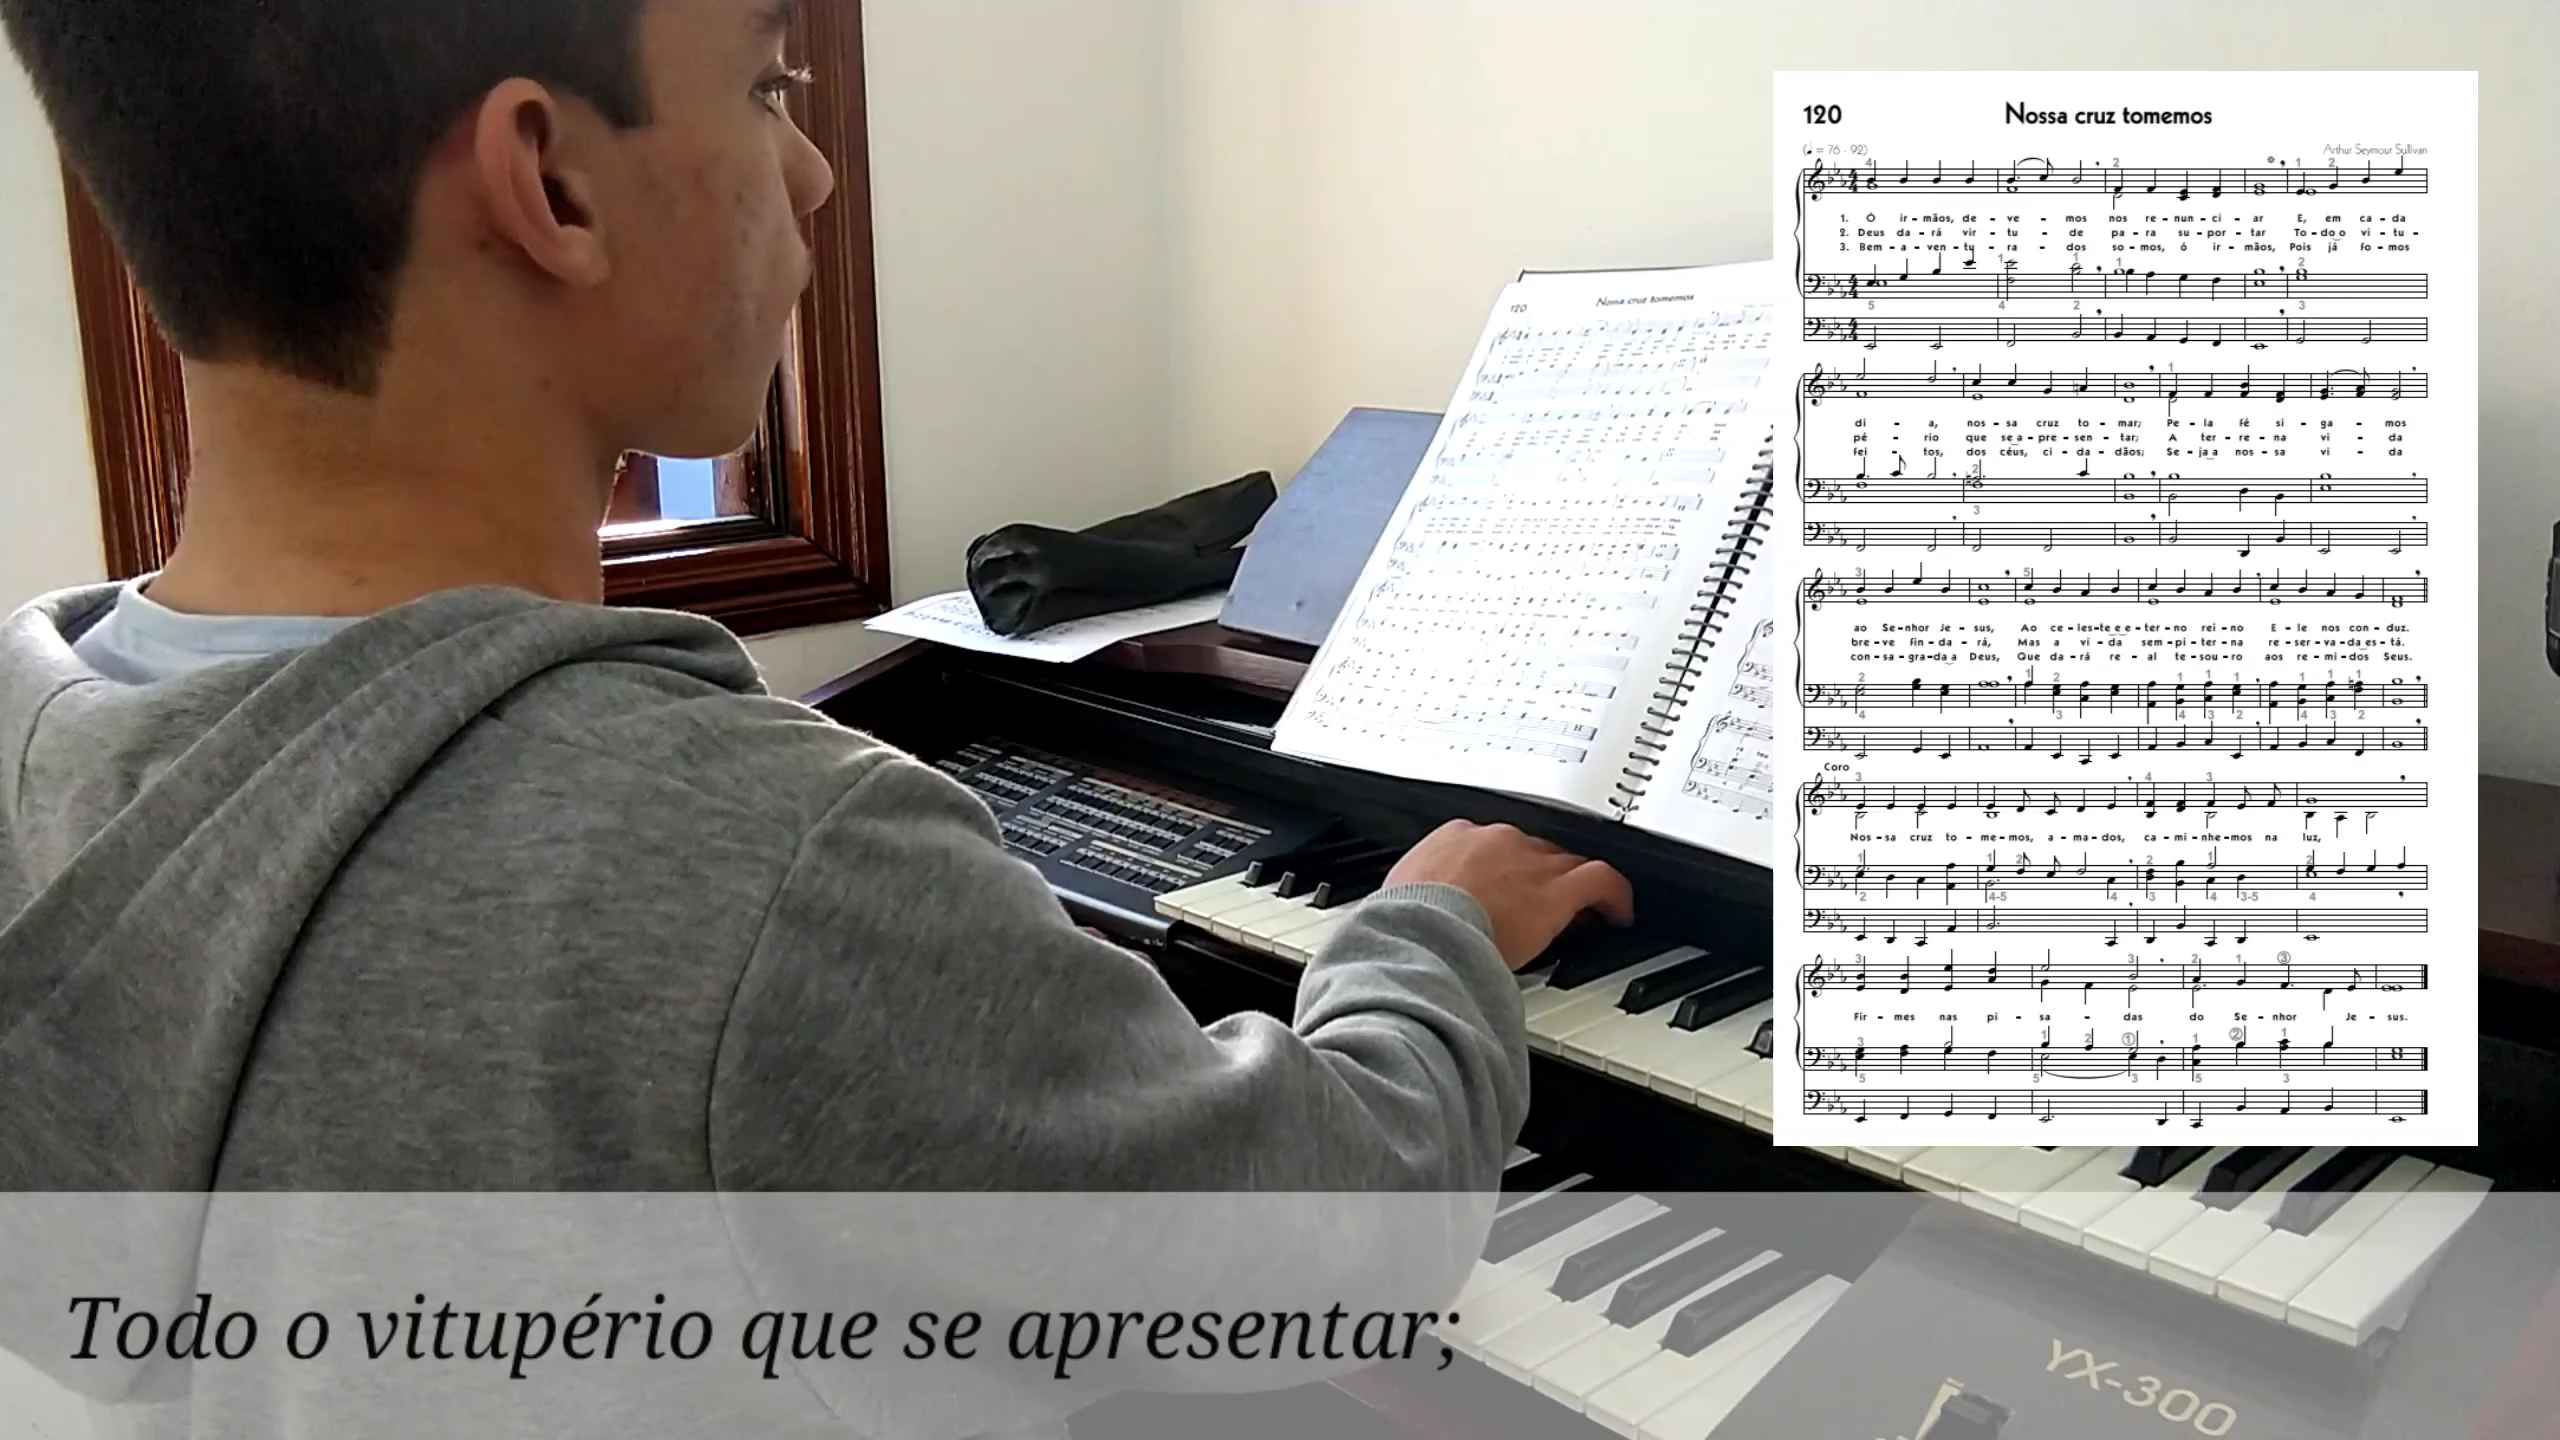 120
Nossa cruz tomemos
(♩ = 76 - 92)
Arthur Seymour Sullivan
1. Ó ir - mãos, de - ve - mos nos re - nun - ci - ar E, em ca - da
2. Deus da - rá vir - tu - de pa - ra su - por - tar To - do o vi - tu -
3. Bem - a - ven - tu - ra - dos so - mos, ó ir - mãos, Pois já fo - mos
di - a, nos - sa cruz to - mar; Pe - la fé si - ga - mos
pé - rio que se a - pre - sen - tar; A ter - re - na vi - da
fei - tos, dos céus, ci - da - dãos; Se - ja a nos - sa vi - da
ao Se - nhor Je - sus, Ao ce - les - te e e - ter - no rei - no E - le nos con - duz.
bre - ve fin - da - rá, Mas a vi - da sem - pi - ter - na re - ser - va - da es - tá.
con - sa - gra - da a Deus, Que da - rá re - al te - sou - ro aos re - mi - dos Seus.
Coro
Nos - sa cruz to - me - mos, a - ma - dos, ca - mi - nhe - mos na luz,
Fir - mes nas pi - sa - das do Se - nhor Je - sus.
120
Nossa cruz tomemos
Todo o vitupério que se apresentar;
YX-300